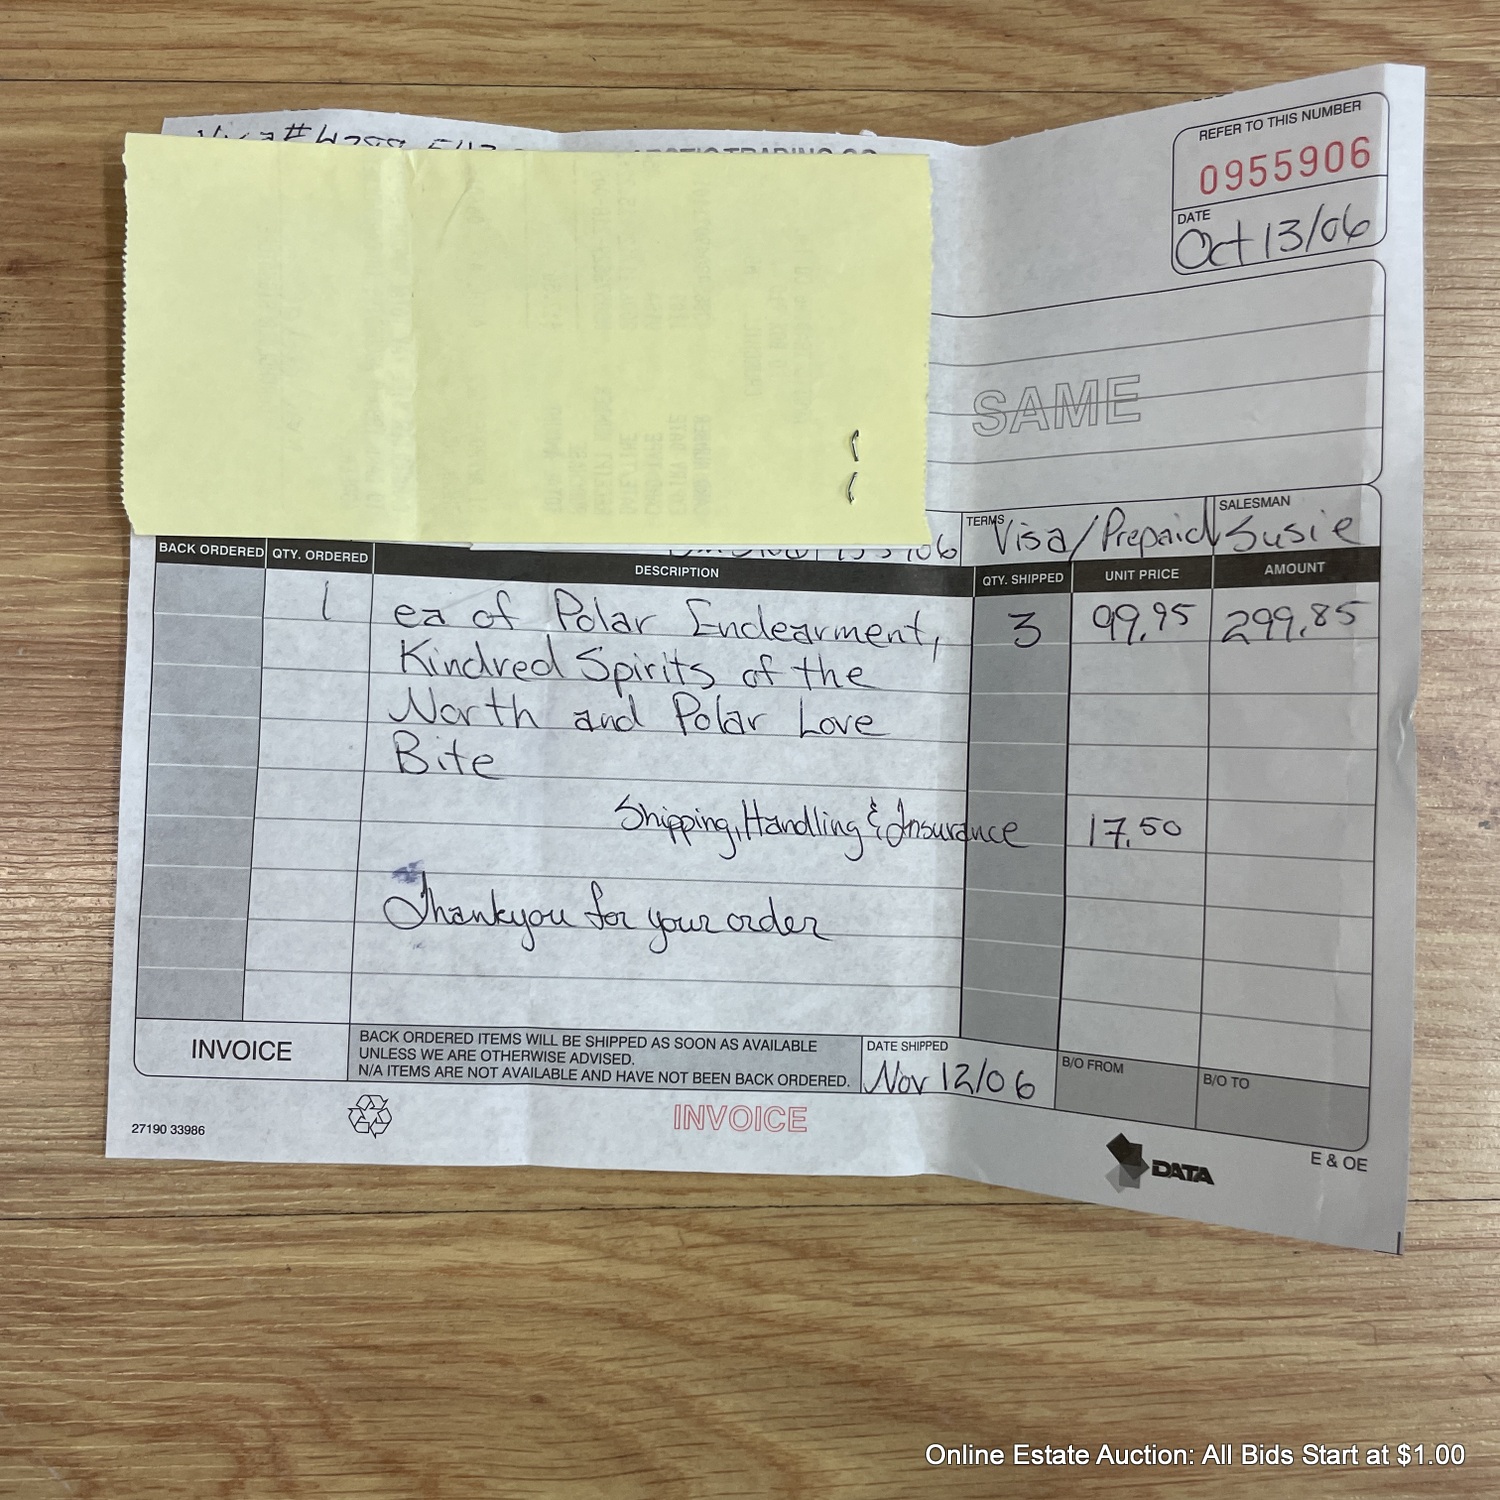 REFER TO THIS NUMBER
0955906
DATE
Oct 13/06
SAME
TERMS
Visa/Prepaid
SALESMAN
Susie
BACK ORDERED QTY. ORDERED DESCRIPTION QTY. SHIPPED UNIT PRICE AMOUNT
1 ea of Polar Endearment, 3 99.95 299.85
Kindred Spirits of the
North and Polar Love
Bite
Shipping, Handling & Insurance 17.50
Thankyou for your order
INVOICE
BACK ORDERED ITEMS WILL BE SHIPPED AS SOON AS AVAILABLE
UNLESS WE ARE OTHERWISE ADVISED.
N/A ITEMS ARE NOT AVAILABLE AND HAVE NOT BEEN BACK ORDERED.
DATE SHIPPED
Nov 12/06
B/O FROM
B/O TO
27190 33986
INVOICE
DATA
E & OE
Online Estate Auction: All Bids Start at $1.00